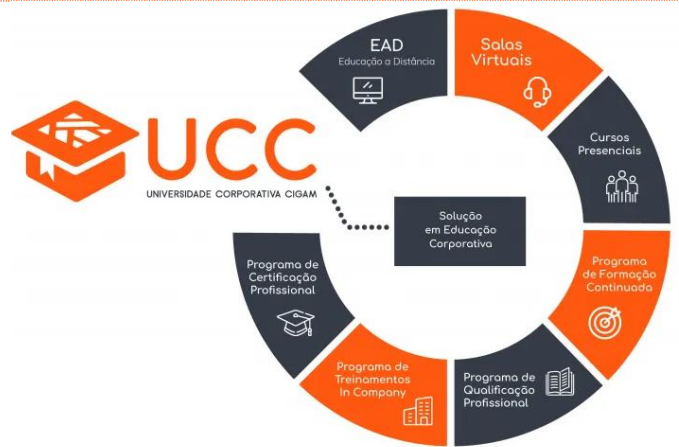 EAD
Educação a Distância
Salas
Virtuais
Cursos
Presenciais
UCC
UNIVERSIDADE CORPORATIVA CIGAM
Solução
em Educação
Corporativa
Programa
de Formação
Continuada
Programa de
Certificação
Profissional
Programa de
Treinamentos
In Company
Programa de
Qualificação
Profissional